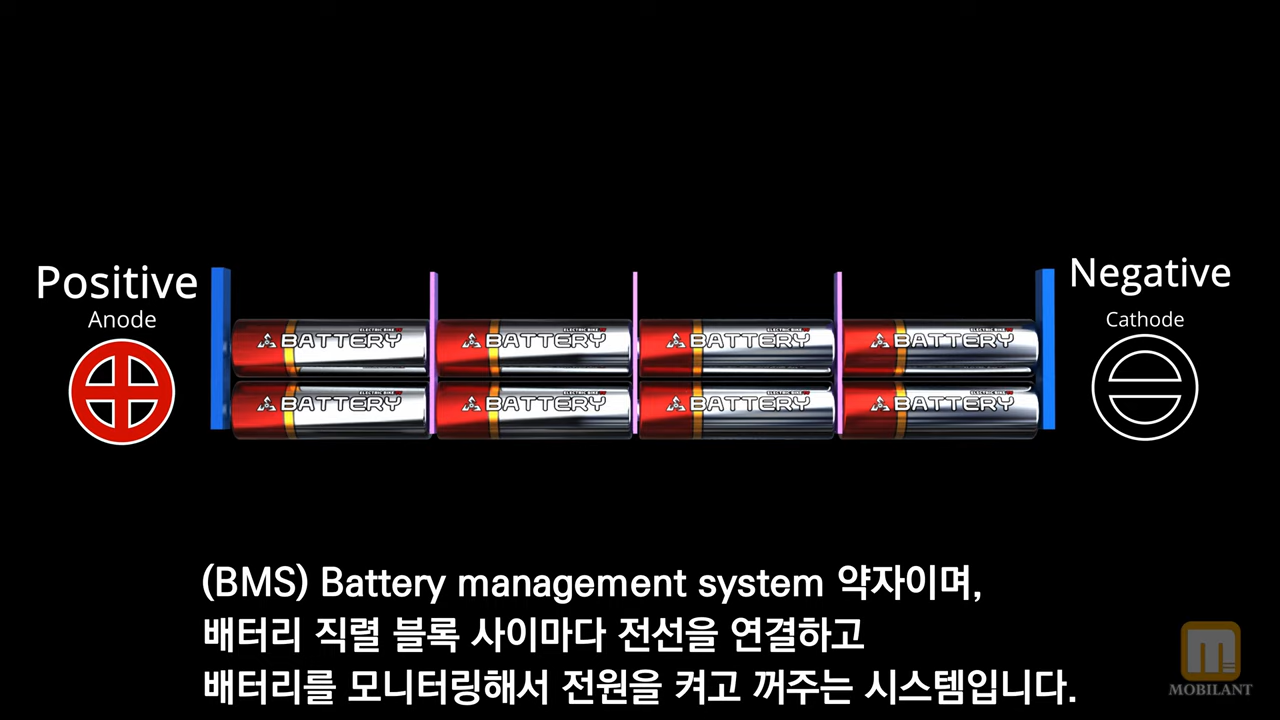 Positive
Anode
Negative
Cathode
BATTERY BATTERY BATTERY BATTERY
BATTERY BATTERY BATTERY BATTERY
(BMS) Battery management system 약자이며,
배터리 직렬 블록 사이마다 전선을 연결하고
배터리를 모니터링해서 전원을 켜고 꺼주는 시스템입니다.
m
MOBILANT